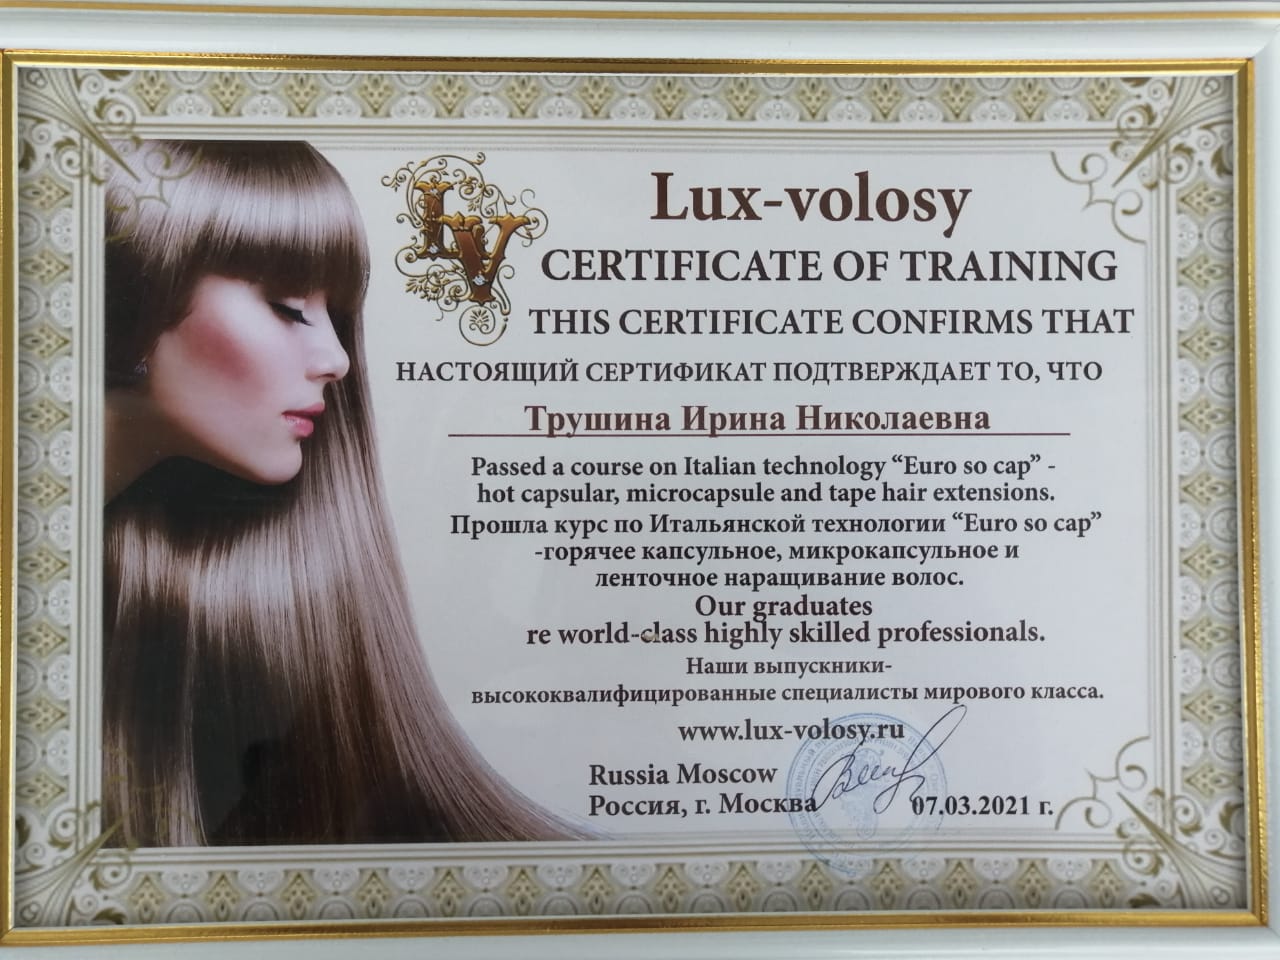 LV
Lux-volosy
CERTIFICATE OF TRAINING
THIS CERTIFICATE CONFIRMS THAT
НАСТОЯЩИЙ СЕРТИФИКАТ ПОДТВЕРЖДАЕТ ТО, ЧТО
Трушина Ирина Николаевна
Passed a course on Italian technology “Euro so cap” -
hot capsular, microcapsule and tape hair extensions.
Прошла курс по Итальянской технологии “Euro so cap”
-горячее капсульное, микрокапсульное и
ленточное наращивание волос.
Our graduates
re world-class highly skilled professionals.
Наши выпускники-
высококвалифицированные специалисты мирового класса.
www.lux-volosy.ru
Russia Moscow
Россия, г. Москва
07.03.2021 г.